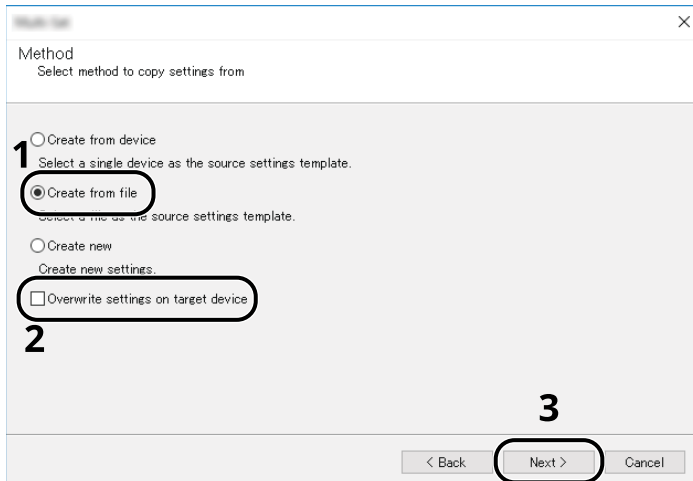 Method
Select method to copy settings from
1
Create from device
Select a single device as the source settings template.
Create from file
Select a file as the source settings template.
Create new
Create new settings.
Overwrite settings on target device
2
3
< Back
Next >
Cancel